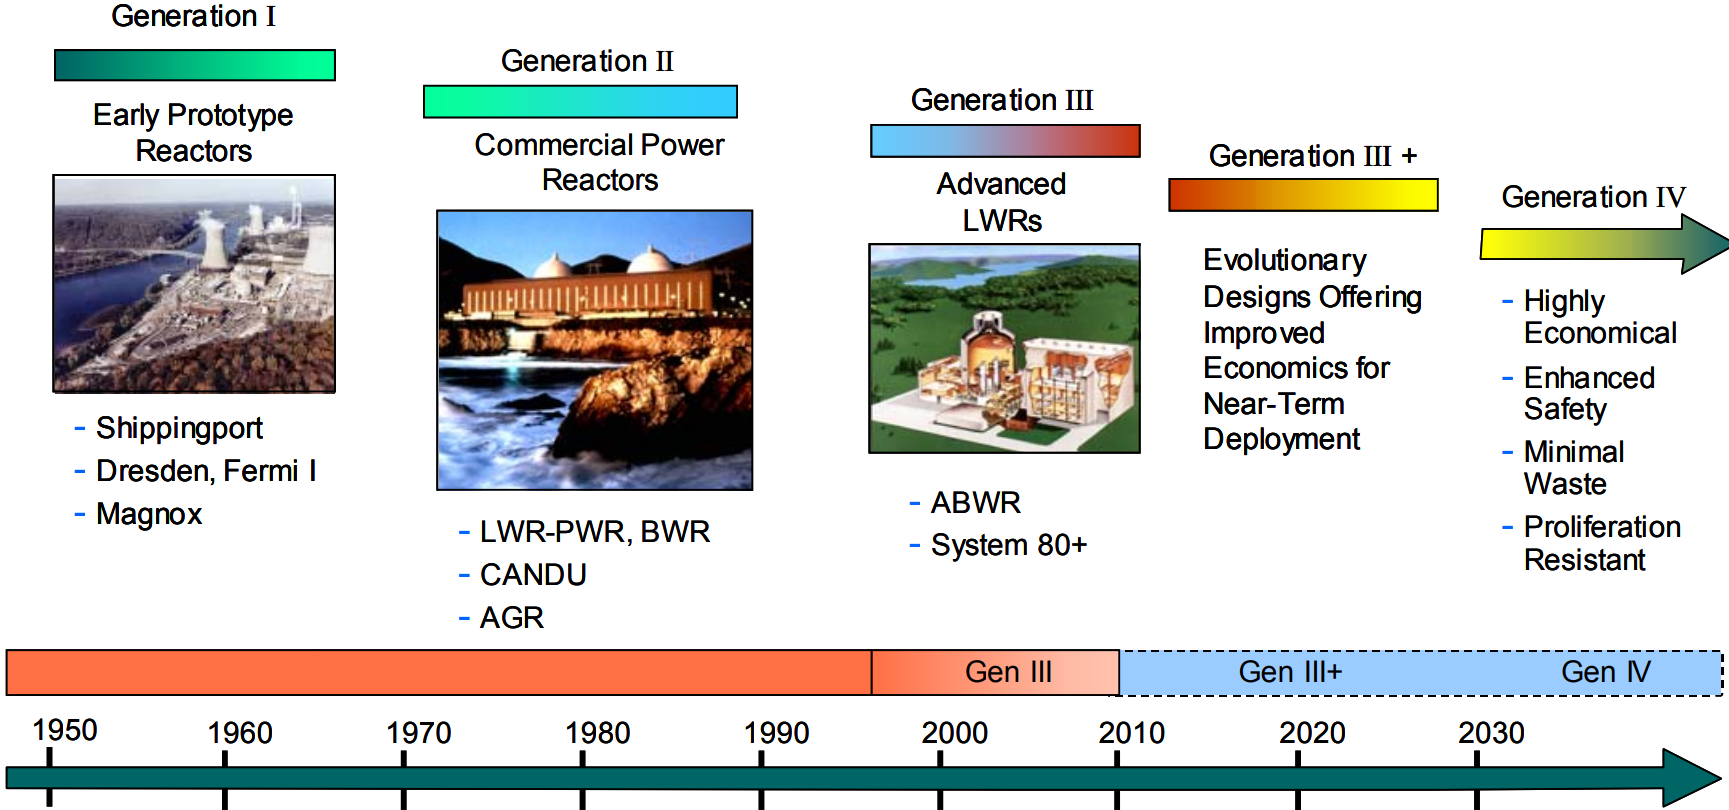 Generation I
Early Prototype
Reactors
- Shippingport
- Dresden, Fermi I
- Magnox
Generation II
Commercial Power
Reactors
- LWR-PWR, BWR
- CANDU
- AGR
Generation III
Advanced
LWRs
- ABWR
- System 80+
Generation III +
Evolutionary
Designs Offering
Improved
Economics for
Near-Term
Deployment
Generation IV
- Highly
Economical
- Enhanced
Safety
- Minimal
Waste
- Proliferation
Resistant
Gen III
Gen III+
Gen IV
1950
1960
1970
1980
1990
2000
2010
2020
2030